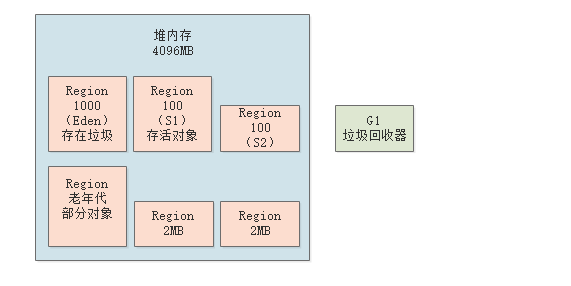 堆内存
4096MB
Region
1000
（Eden）
存在垃圾
Region
100
（S1）
存活对象
Region
100
（S2）
G1
垃圾回收器
Region
老年代
部分对象
Region
2MB
Region
2MB